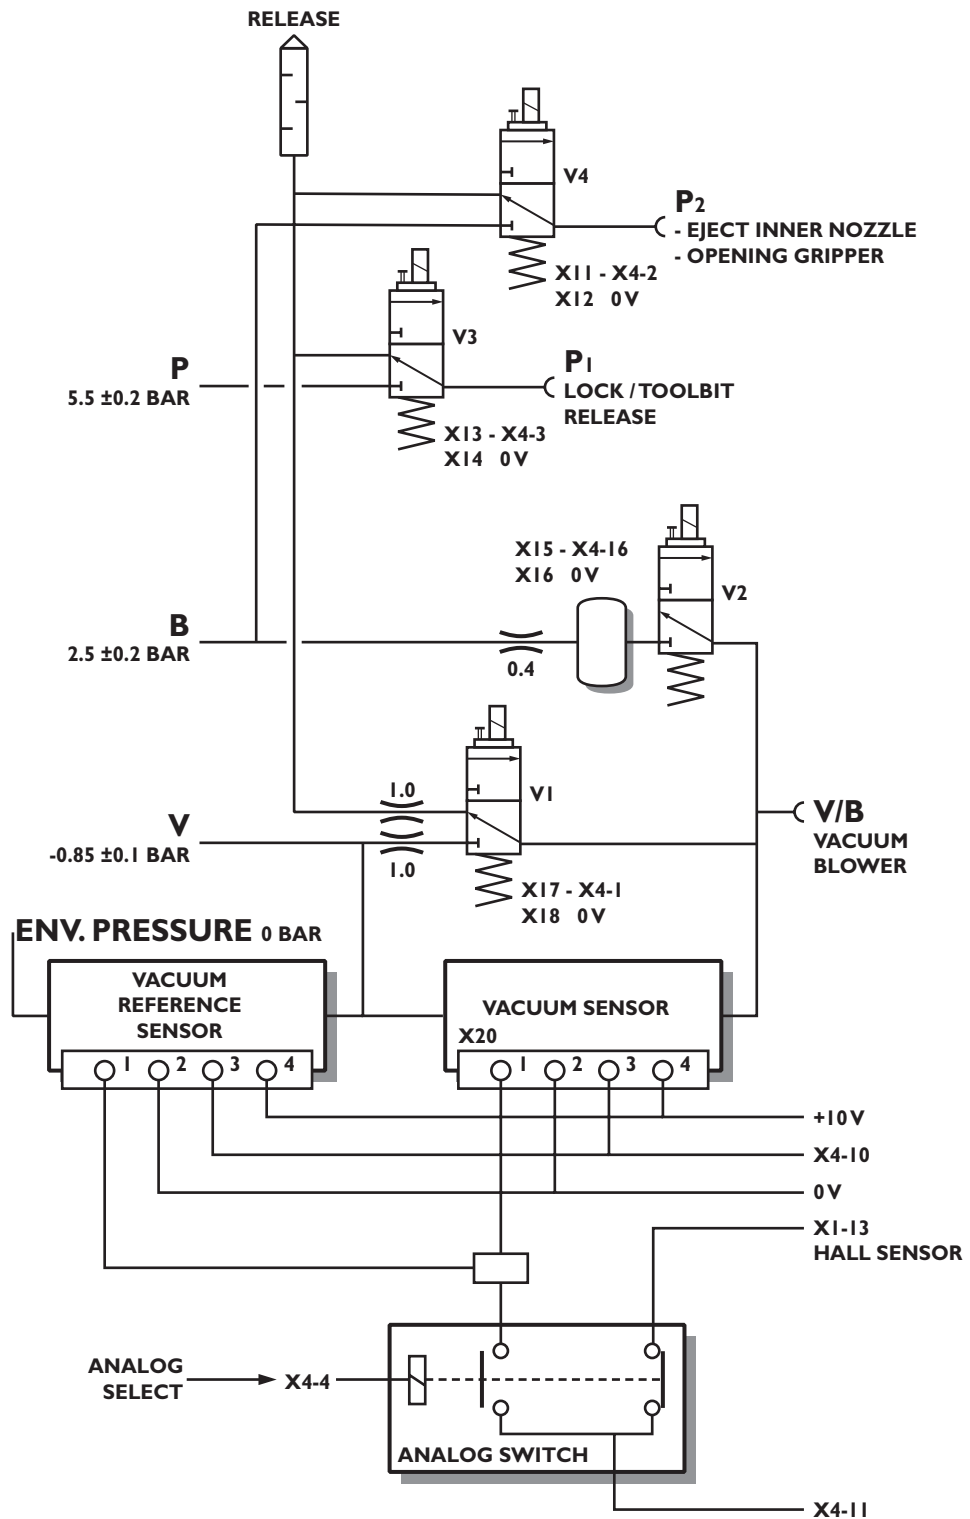 RELEASE
V4
P2
- EJECT INNER NOZZLE
- OPENING GRIPPER
X11 - X4-2
X12 0V
V3
P
5.5 ±0.2 BAR
P1
LOCK / TOOLBIT
RELEASE
X13 - X4-3
X14 0V
X15 - X4-16
X16 0V
V2
B
2.5 ±0.2 BAR
0.4
1.0
V1
V
-0.85 ±0.1 BAR
1.0
V/B
VACUUM
BLOWER
X17 - X4-1
X18 0V
ENV. PRESSURE 0 BAR
VACUUM
REFERENCE
SENSOR
1 2 3 4
VACUUM SENSOR
X20
1 2 3 4
+10V
X4-10
0V
X1-13
HALL SENSOR
ANALOG
SELECT
X4-4
ANALOG SWITCH
X4-11